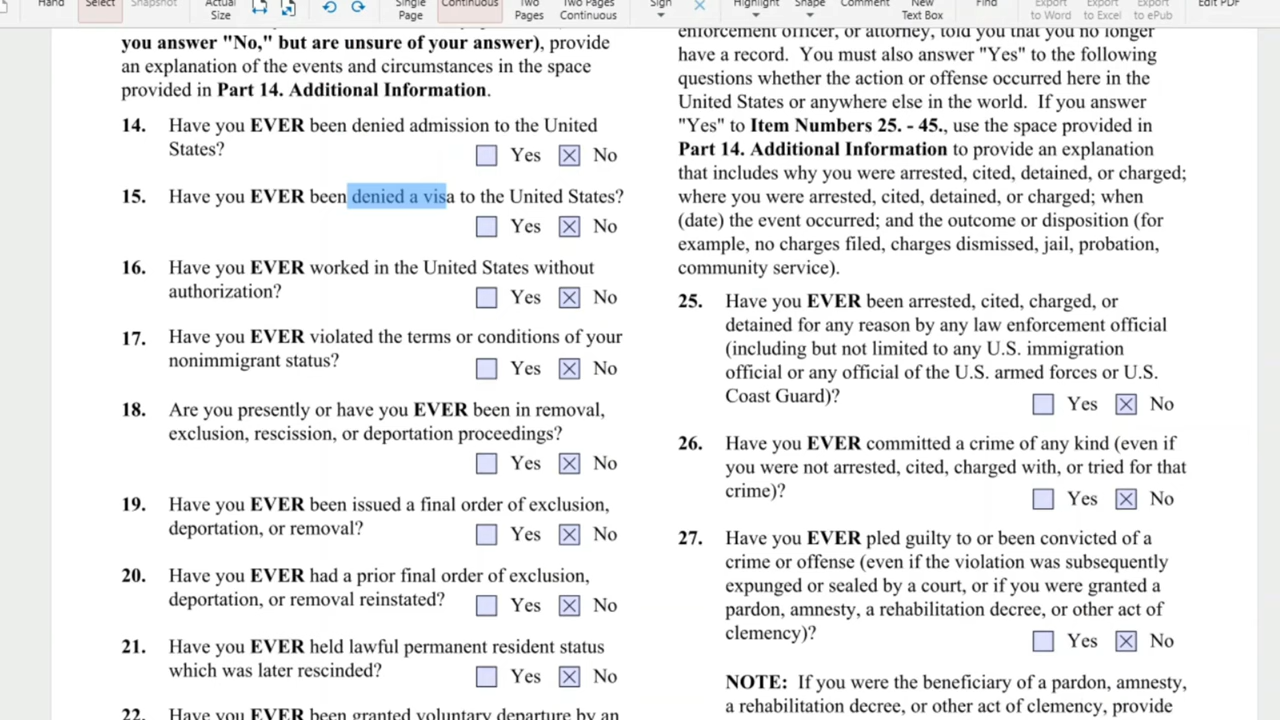 Hand
Select
Snapshot
Actual
Size
Single
Page
Continuous
Two
Pages
Two Pages
Continuous
Sign
Highlight
Shape
Comment
New
Text Box
Find
Export
to Word
Export
to Excel
Export
to ePub
Edit PDF
you answer "No," but are unsure of your answer), provide
an explanation of the events and circumstances in the space
provided in Part 14. Additional Information.
14. Have you EVER been denied admission to the United
States?
Yes No
15. Have you EVER been denied a visa to the United States?
Yes No
16. Have you EVER worked in the United States without
authorization?
Yes No
17. Have you EVER violated the terms or conditions of your
nonimmigrant status?
Yes No
18. Are you presently or have you EVER been in removal,
exclusion, rescission, or deportation proceedings?
Yes No
19. Have you EVER been issued a final order of exclusion,
deportation, or removal?
Yes No
20. Have you EVER had a prior final order of exclusion,
deportation, or removal reinstated?
Yes No
21. Have you EVER held lawful permanent resident status
which was later rescinded?
Yes No
22. Have you EVER been granted voluntary departure by an
enforcement officer, or attorney, told you that you no longer
have a record. You must also answer "Yes" to the following
questions whether the action or offense occurred here in the
United States or anywhere else in the world. If you answer
"Yes" to Item Numbers 25. - 45., use the space provided in
Part 14. Additional Information to provide an explanation
that includes why you were arrested, cited, detained, or charged;
where you were arrested, cited, detained, or charged; when
(date) the event occurred; and the outcome or disposition (for
example, no charges filed, charges dismissed, jail, probation,
community service).
25. Have you EVER been arrested, cited, charged, or
detained for any reason by any law enforcement official
(including but not limited to any U.S. immigration
official or any official of the U.S. armed forces or U.S.
Coast Guard)?
Yes No
26. Have you EVER committed a crime of any kind (even if
you were not arrested, cited, charged with, or tried for that
crime)?
Yes No
27. Have you EVER pled guilty to or been convicted of a
crime or offense (even if the violation was subsequently
expunged or sealed by a court, or if you were granted a
pardon, amnesty, a rehabilitation decree, or other act of
clemency)?
Yes No
NOTE: If you were the beneficiary of a pardon, amnesty,
a rehabilitation decree, or other act of clemency, provide